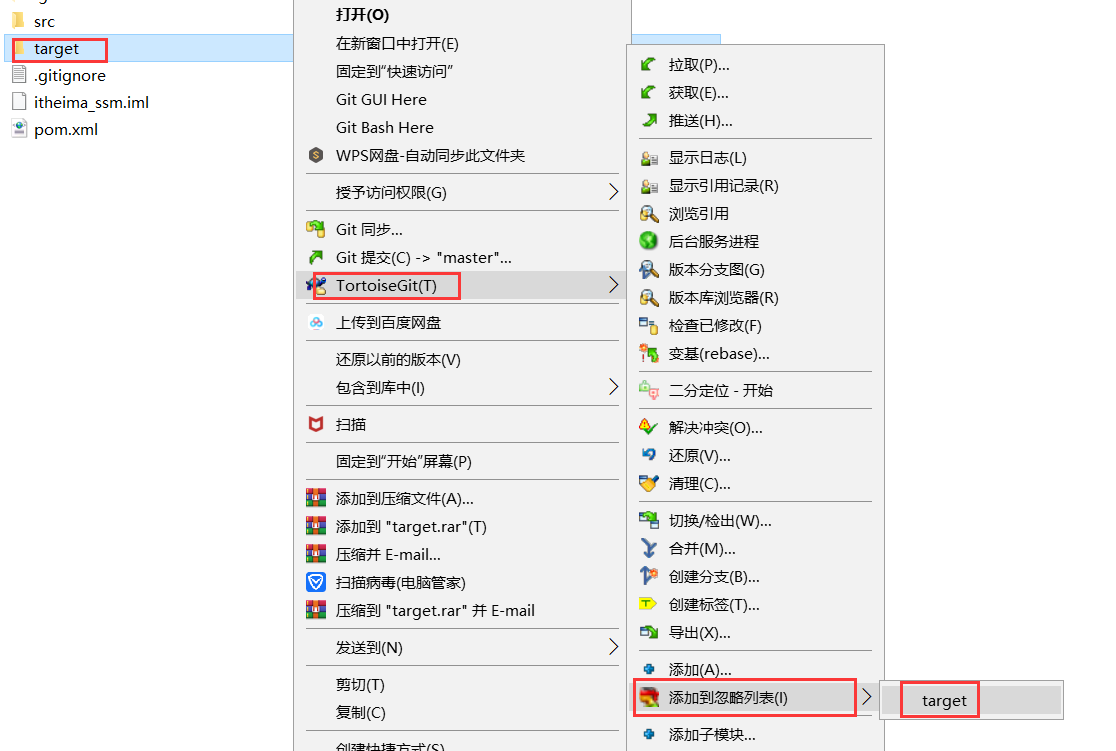 src
target
.gitignore
itheima_ssm.iml
pom.xml
打开(O)
在新窗口中打开(E)
固定到“快速访问”
Git GUI Here
Git Bash Here
WPS网盘-自动同步此文件夹
授予访问权限(G)
Git 同步...
Git 提交(C) -> "master"...
TortoiseGit(T)
上传到百度网盘
还原以前的版本(V)
包含到库中(I)
扫描
固定到“开始”屏幕(P)
添加到压缩文件(A)...
添加到 "target.rar"(T)
压缩并 E-mail...
扫描病毒(电脑管家)
压缩到 "target.rar" 并 E-mail
发送到(N)
剪切(T)
复制(C)
创建快捷方式(S)
拉取(P)...
获取(E)...
推送(H)...
显示日志(L)
显示引用记录(R)
浏览引用
后台服务进程
版本分支图(G)
版本库浏览器(R)
检查已修改(F)
变基(rebase)...
二分定位 - 开始
解决冲突(O)...
还原(V)...
清理(C)...
切换/检出(W)...
合并(M)...
创建分支(B)...
创建标签(T)...
导出(X)...
添加(A)...
添加到忽略列表(I)
添加子模块...
target